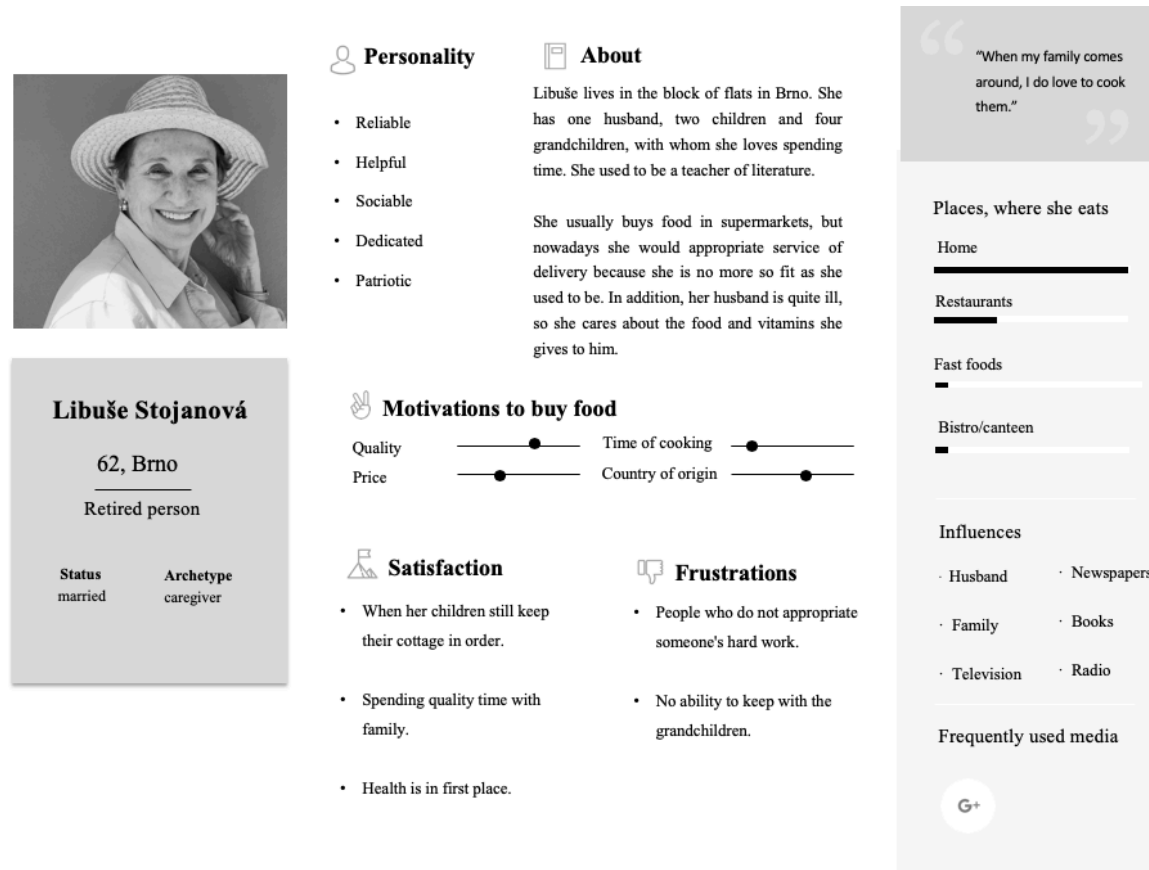 Libuše Stojanová
62, Brno
Retired person
Status
married
Archetype
caregiver
Personality
• Reliable
• Helpful
• Sociable
• Dedicated
• Patriotic
About
Libuše lives in the block of flats in Brno. She
has one husband, two children and four
grandchildren, with whom she loves spending
time. She used to be a teacher of literature.
She usually buys food in supermarkets, but
nowadays she would appropriate service of
delivery because she is no more so fit as she
used to be. In addition, her husband is quite ill,
so she cares about the food and vitamins she
gives to him.
Motivations to buy food
Quality
Price
Time of cooking
Country of origin
Satisfaction
• When her children still keep
their cottage in order.
• Spending quality time with
family.
• Health is in first place.
Frustrations
• People who do not appropriate
someone's hard work.
• No ability to keep with the
grandchildren.
“When my family comes
around, I do love to cook
them.”
Places, where she eats
Home
Restaurants
Fast foods
Bistro/canteen
Influences
· Husband
· Family
· Television
· Newspapers
· Books
· Radio
Frequently used media
G+